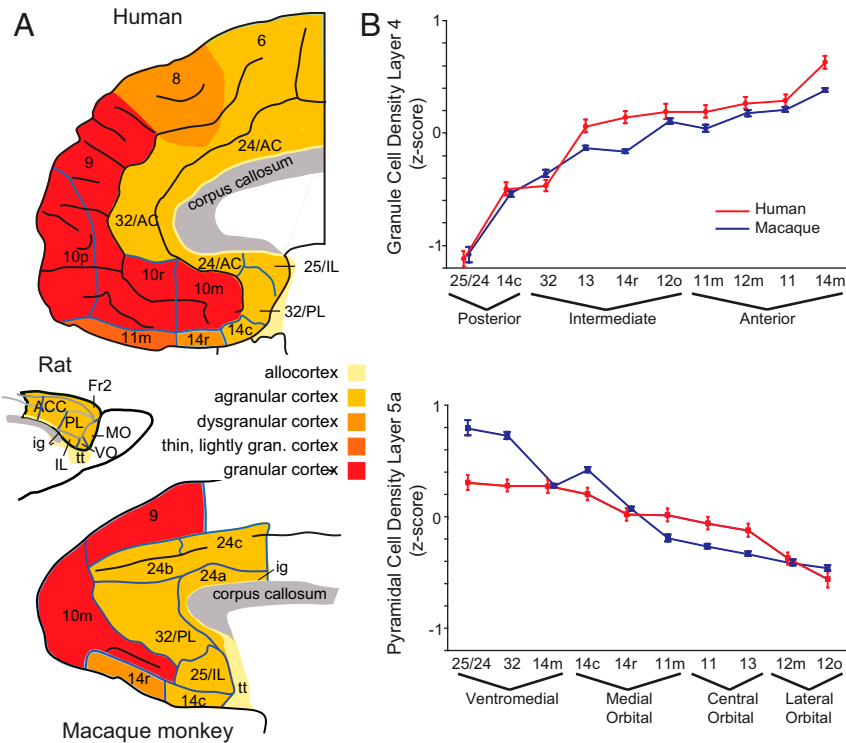 A
Human
6
8
9
24/AC
corpus callosum
32/AC
10p
10r
24/AC
10m
25/IL
32/PL
11m
14r
14c
Rat
Fr2
ACC
PL
MO
ig
IL
tt
VO
allocortex
agranular cortex
dysgranular cortex
thin, lightly gran. cortex
granular cortex
9
24c
24b
24a
ig
corpus callosum
10m
32/PL
25/IL
14r
14c
tt
Macaque monkey
B
Granule Cell Density Layer 4
(z-score)
1
0
-1
Human
Macaque
25/24 14c 32 13 14r 12o 11m 12m 11 14m
Posterior Intermediate Anterior
Pyramidal Cell Density Layer 5a
(z-score)
1
0
-1
25/24 32 14m 14c 14r 11m 11 13 12m 12o
Ventromedial Medial Central Lateral
Orbital Orbital Orbital